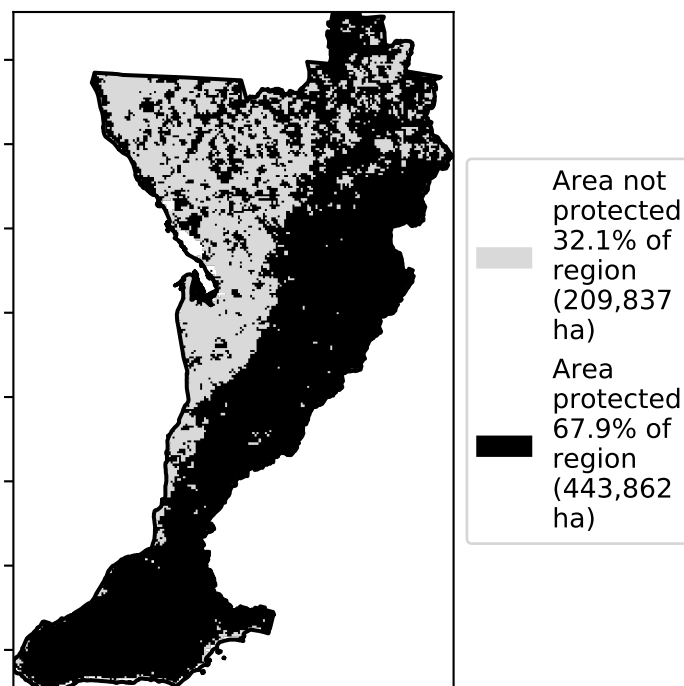 Area not
protected
32.1% of
region
(209,837
ha)
Area
protected
67.9% of
region
(443,862
ha)